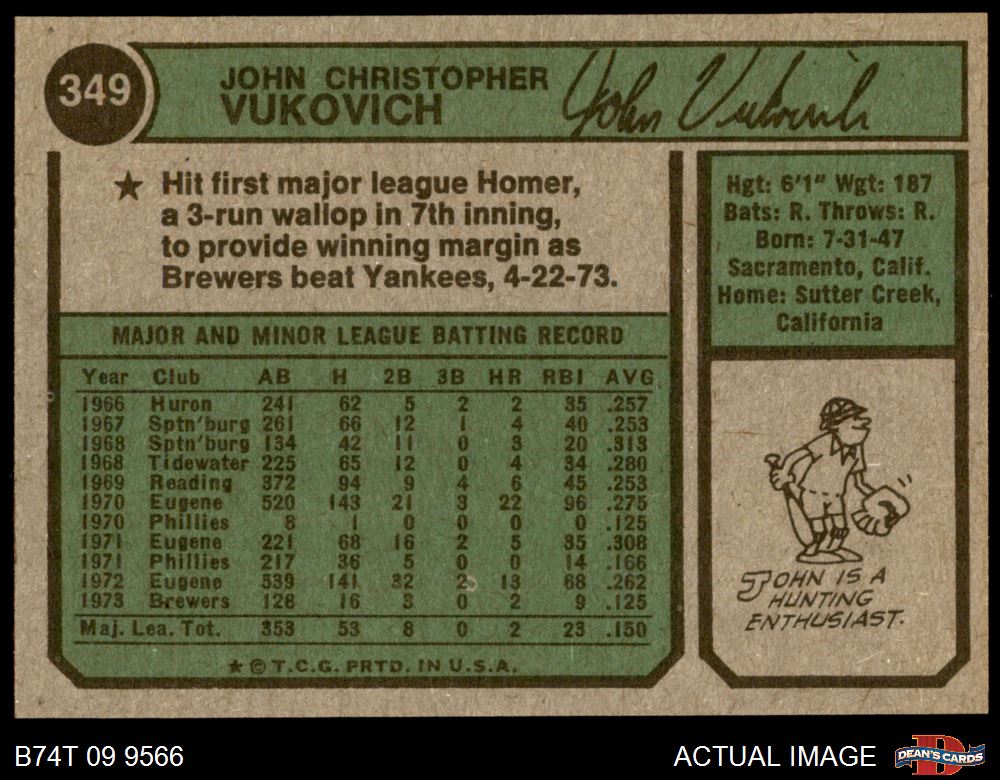 349
JOHN CHRISTOPHER
VUKOVICH
John Vukovich
★ Hit first major league Homer,
a 3-run wallop in 7th inning,
to provide winning margin as
Brewers beat Yankees, 4-22-73.
Hgt: 6'1" Wgt: 187
Bats: R. Throws: R.
Born: 7-31-47
Sacramento, Calif.
Home: Sutter Creek,
California
MAJOR AND MINOR LEAGUE BATTING RECORD
Year Club AB H 2B 3B HR RBI AVG.
1966 Huron 241 62 5 2 2 35 .257
1967 Sptn'burg 261 66 12 1 4 40 .253
1968 Sptn'burg 134 42 11 0 3 20 .313
1968 Tidewater 225 65 12 0 4 34 .280
1969 Reading 372 94 9 4 6 45 .253
1970 Eugene 520 143 21 3 22 96 .275
1970 Phillies 8 1 0 0 0 0 .125
1971 Eugene 221 68 16 2 5 35 .308
1971 Phillies 217 36 5 0 0 14 .166
1972 Eugene 539 141 32 2 13 68 .262
1973 Brewers 128 16 3 0 2 9 .125
Maj. Lea. Tot. 353 53 8 0 2 23 .150
★ © T.C.G. PRTD. IN U.S.A.
JOHN IS A
HUNTING
ENTHUSIAST.
B74T 09 9566
ACTUAL IMAGE
D
DEAN'S CARDS